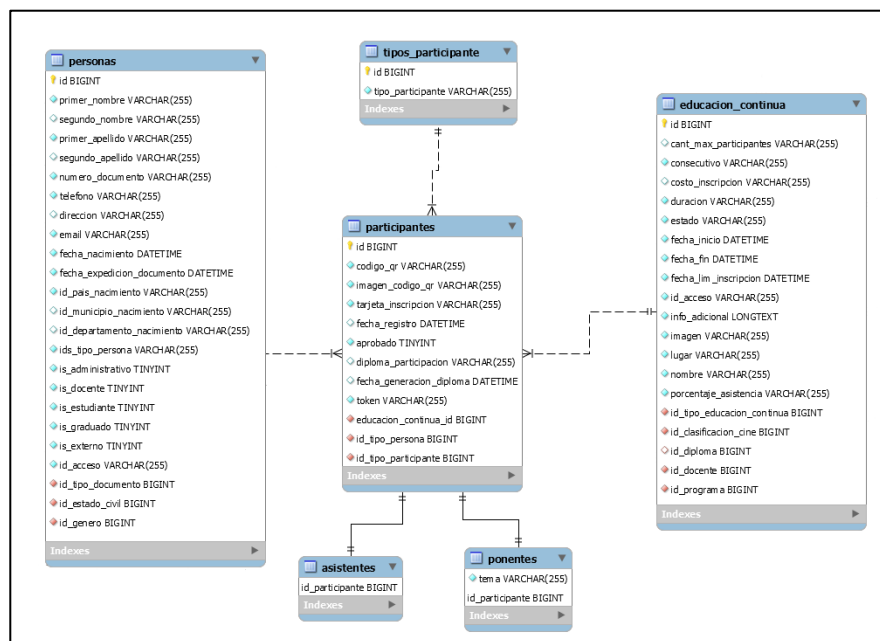 personas
id BIGINT
primer_nombre VARCHAR(255)
segundo_nombre VARCHAR(255)
primer_apellido VARCHAR(255)
segundo_apellido VARCHAR(255)
numero_documento VARCHAR(255)
telefono VARCHAR(255)
direccion VARCHAR(255)
email VARCHAR(255)
fecha_nacimiento DATETIME
fecha_expedicion_documento DATETIME
id_pais_nacimiento VARCHAR(255)
id_municipio_nacimiento VARCHAR(255)
id_departamento_nacimiento VARCHAR(255)
ids_tipo_persona VARCHAR(255)
is_administrativo TINYINT
is_docente TINYINT
is_estudiante TINYINT
is_graduado TINYINT
is_externo TINYINT
id_acceso VARCHAR(255)
id_tipo_documento BIGINT
id_estado_civil BIGINT
id_genero BIGINT
Indexes
tipos_participante
id BIGINT
tipo_participante VARCHAR(255)
Indexes
participantes
id BIGINT
codigo_qr VARCHAR(255)
imagen_codigo_qr VARCHAR(255)
tarjeta_inscripcion VARCHAR(255)
fecha_registro DATETIME
aprobado TINYINT
diploma_participacion VARCHAR(255)
fecha_generacion_diploma DATETIME
token VARCHAR(255)
educacion_continua_id BIGINT
id_tipo_persona BIGINT
id_tipo_participante BIGINT
Indexes
educacion_continua
id BIGINT
cant_max_participantes VARCHAR(255)
consecutivo VARCHAR(255)
costo_inscripcion VARCHAR(255)
duracion VARCHAR(255)
estado VARCHAR(255)
fecha_inicio DATETIME
fecha_fin DATETIME
fecha_lim_inscripcion DATETIME
id_acceso VARCHAR(255)
info_adicional LONGTEXT
imagen VARCHAR(255)
lugar VARCHAR(255)
nombre VARCHAR(255)
porcentaje_asistencia VARCHAR(255)
id_tipo_educacion_continua BIGINT
id_clasificacion_cine BIGINT
id_diploma BIGINT
id_docente BIGINT
id_programa BIGINT
Indexes
asistentes
id_participante BIGINT
Indexes
ponentes
tema VARCHAR(255)
id_participante BIGINT
Indexes